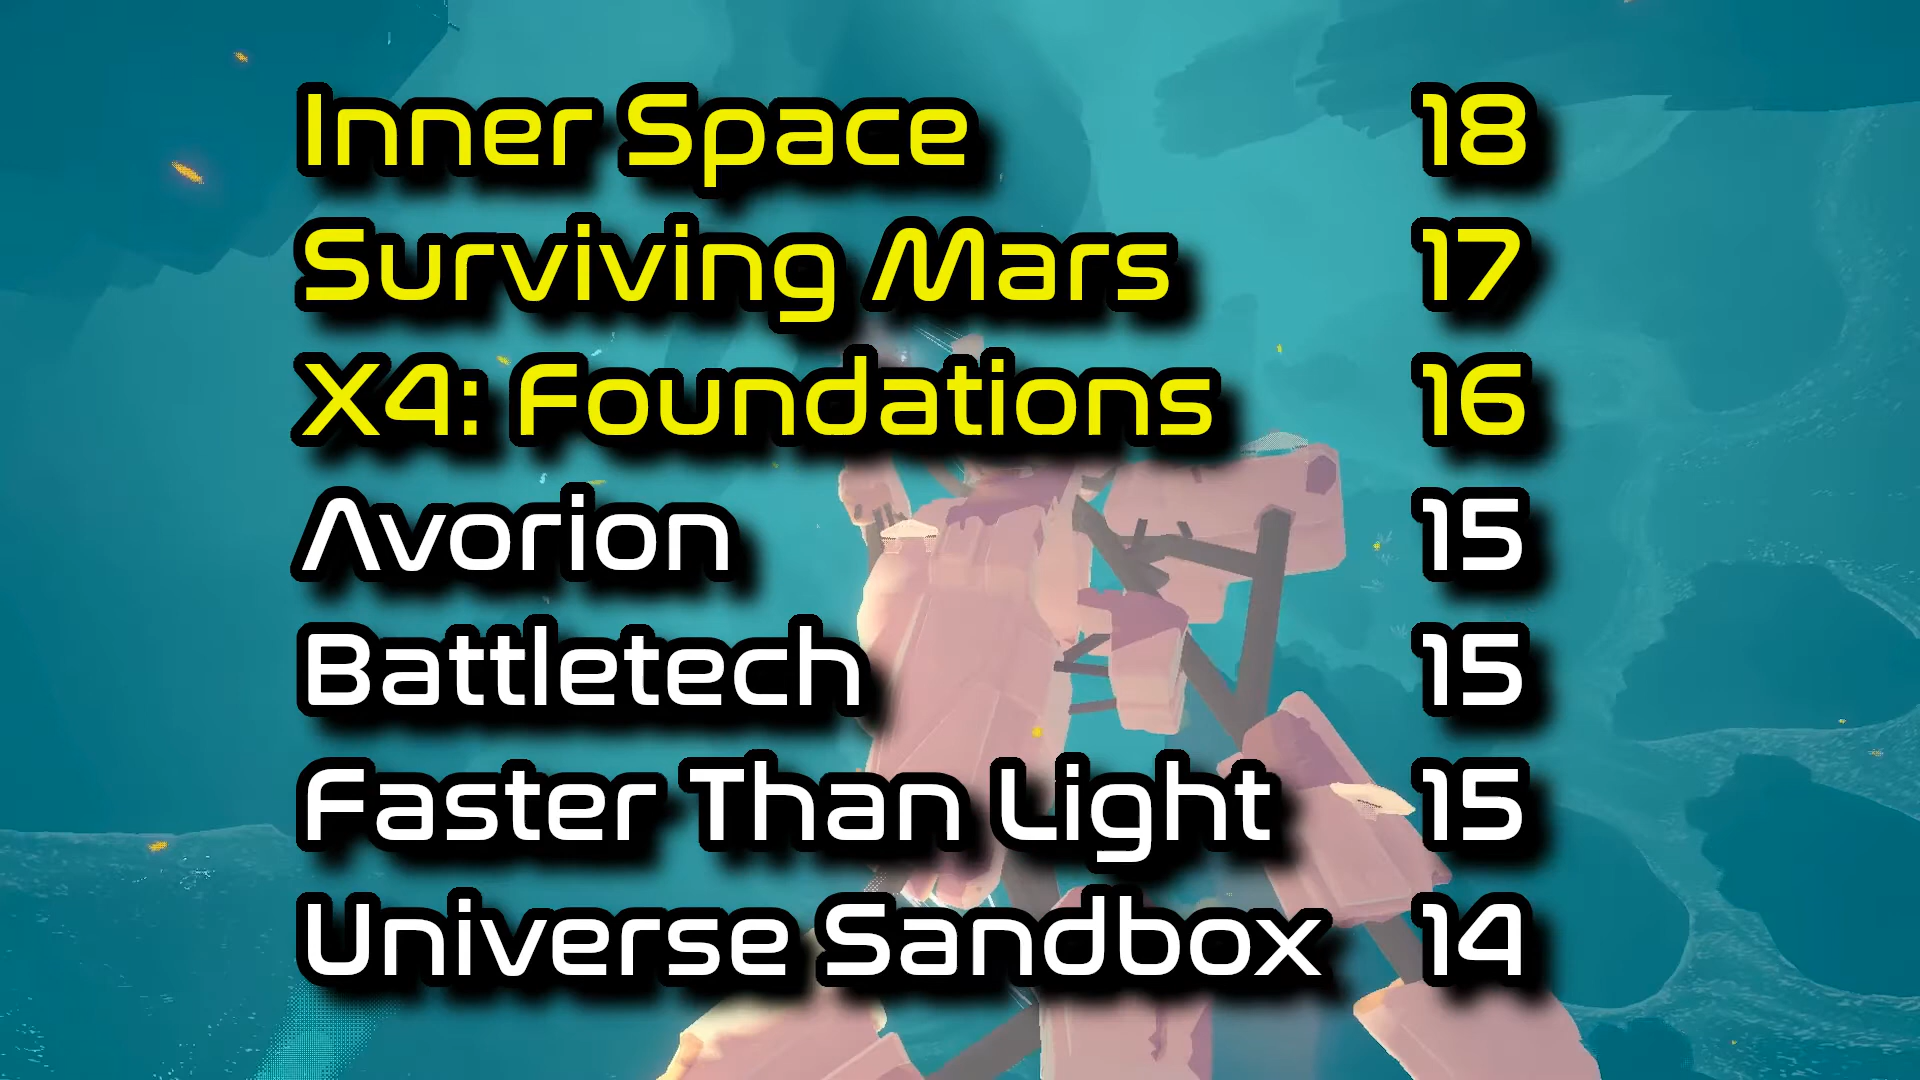 Inner Space 18
Surviving Mars 17
X4: Foundations 16
Avorion 15
Battletech 15
Faster Than Light 15
Universe Sandbox 14